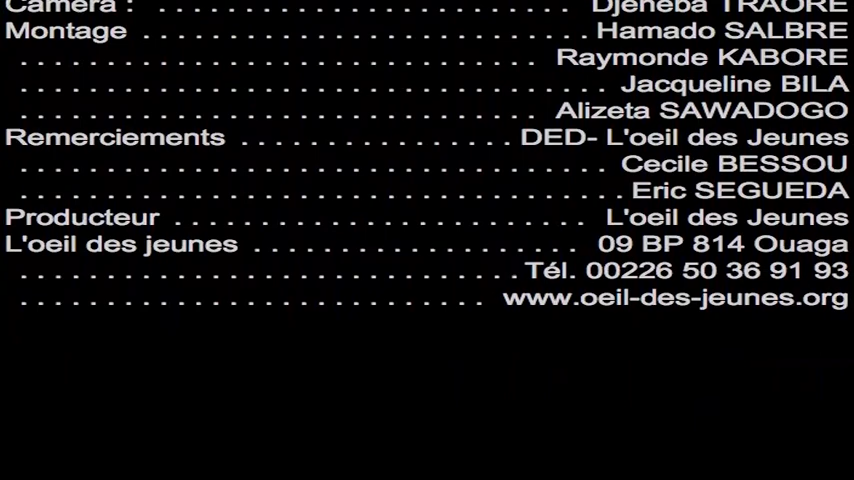 Caméra : . . . . . . . . . . . . . . . . . . . . . . . . . . . . . . Djeneba TRAORE
Montage . . . . . . . . . . . . . . . . . . . . . . . . . . . . . . . . Hamado SALBRE
. . . . . . . . . . . . . . . . . . . . . . . . . . . . . . . . . . . . . Raymonde KABORE
. . . . . . . . . . . . . . . . . . . . . . . . . . . . . . . . . . . . . . . . . . Jacqueline BILA
. . . . . . . . . . . . . . . . . . . . . . . . . . . . . . . . . . . . . Alizeta SAWADOGO
Remerciements . . . . . . . . . . . . . . . . . . . . DED- L'oeil des Jeunes
. . . . . . . . . . . . . . . . . . . . . . . . . . . . . . . . . . . . . . . . . . Cecile BESSOU
. . . . . . . . . . . . . . . . . . . . . . . . . . . . . . . . . . . . . . . . . . . Eric SEGUEDA
Producteur . . . . . . . . . . . . . . . . . . . . . . . . . . . . . . L'oeil des Jeunes
L'oeil des jeunes . . . . . . . . . . . . . . . . . . . . . . . . 09 BP 814 Ouaga
. . . . . . . . . . . . . . . . . . . . . . . . . . . . . . . . . . . . Tél. 00226 50 36 91 93
. . . . . . . . . . . . . . . . . . . . . . . . . . . . . . . . . www.oeil-des-jeunes.org